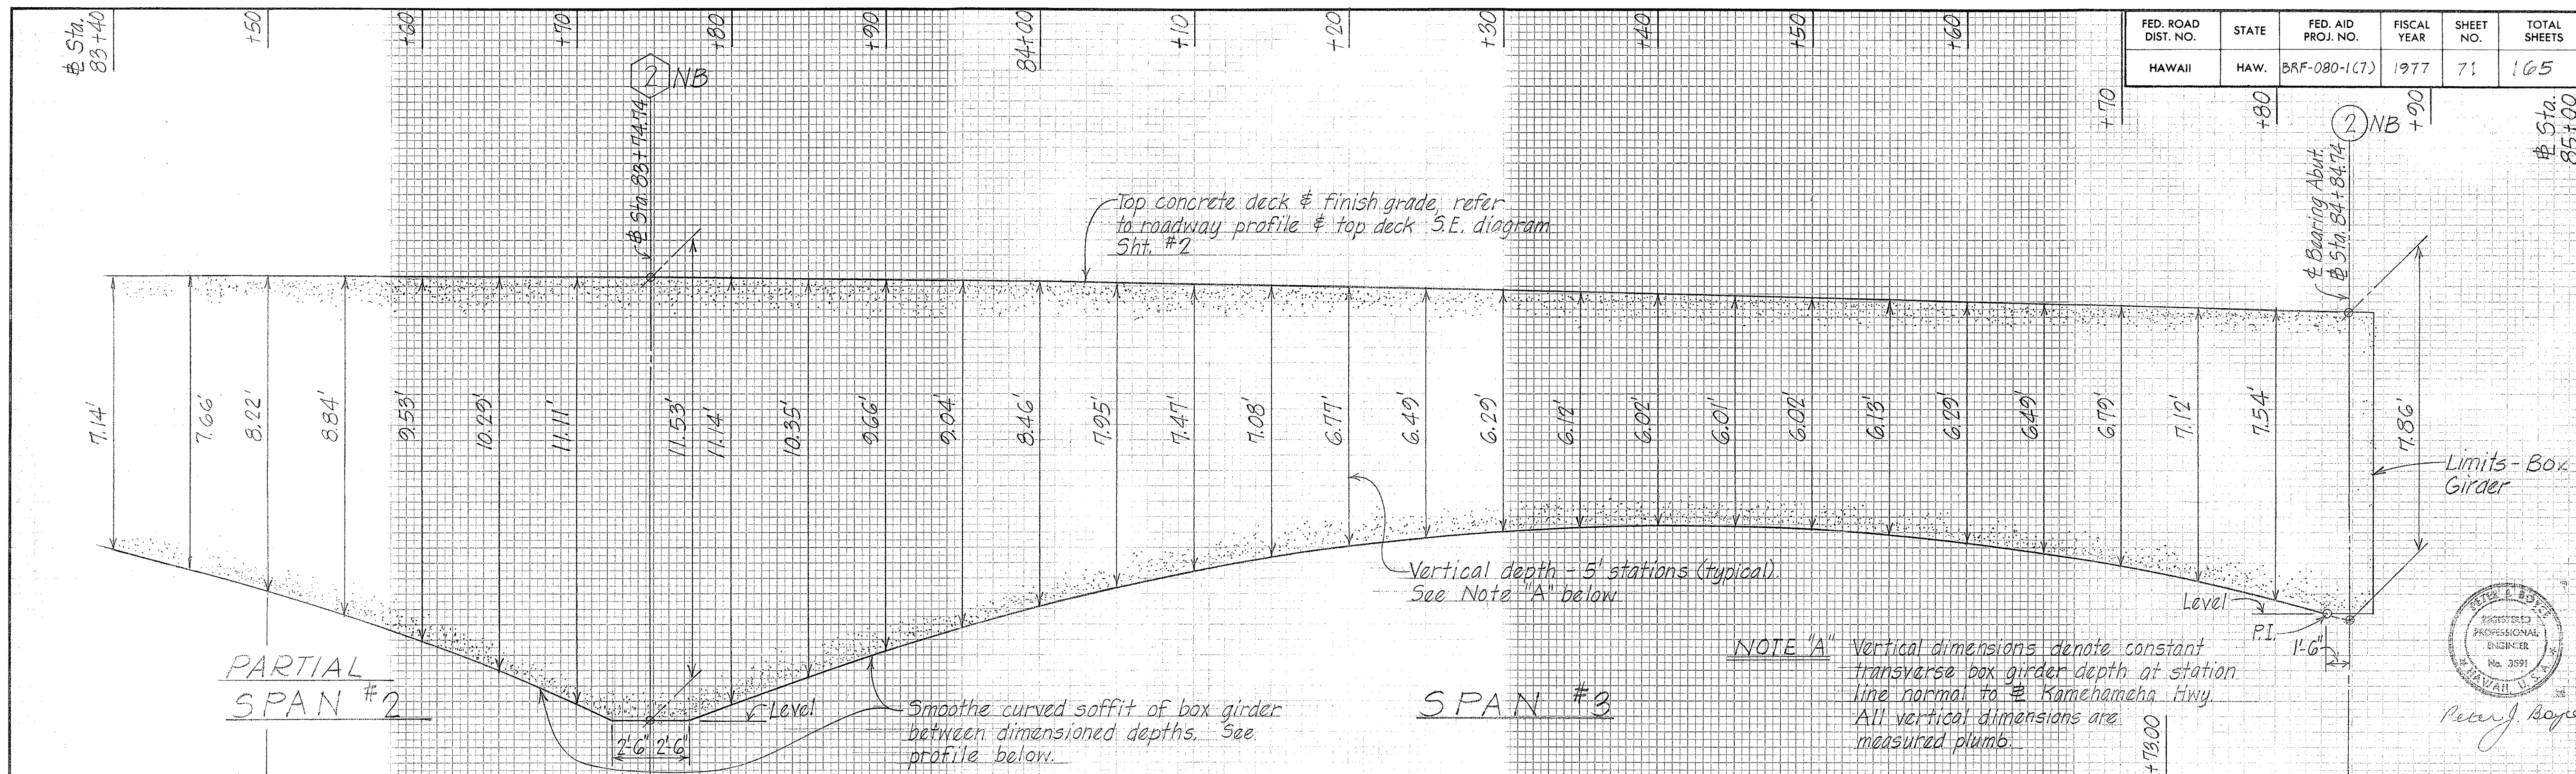 ℄ Sta.
83+40
+50
+60
+70
+80
+90
84+00
+10
+20
+30
+40
+50
+60
+70
+80
+90
℄ Sta.
85+00
FED. ROAD DIST. NO. STATE FED. AID PROJ. NO. FISCAL YEAR SHEET NO. TOTAL SHEETS
HAWAII HAW. BRF-080-1(7) 1977 71 165
2 NB
℄ Sta. 83+74.74
2 NB
℄ Bearing Abut.
℄ Sta. 84+84.74
Top concrete deck & finish grade, refer
to roadway profile & top deck S.E. diagram
Sht. #2
7.14'
7.66'
8.22'
8.84'
9.53'
10.29'
11.11'
11.53'
11.14'
10.35'
9.66'
9.04'
8.46'
7.95'
7.47'
7.08'
6.77'
6.49'
6.29'
6.12'
6.02'
6.01'
6.02'
6.13'
6.29'
6.49'
6.79'
7.12'
7.54'
7.86'
Limits - Box
Girder
Vertical depth - 5' stations (typical).
See Note "A" below
Level
P.I.
1'-6"
PARTIAL
SPAN #2
2'-6" 2'-6"
Level
Smoothe curved soffit of box girder
between dimensioned depths. See
profile below.
SPAN #3
NOTE "A" Vertical dimensions denote constant
transverse box girder depth at station
line normal to ℄ Kamehameha Hwy.
All vertical dimensions are
measured plumb.
+73.00
PETER J. BOYCE
REGISTERED
PROFESSIONAL
ENGINEER
No. 3591
HAWAII, U.S.A.
Peter J. Boyce